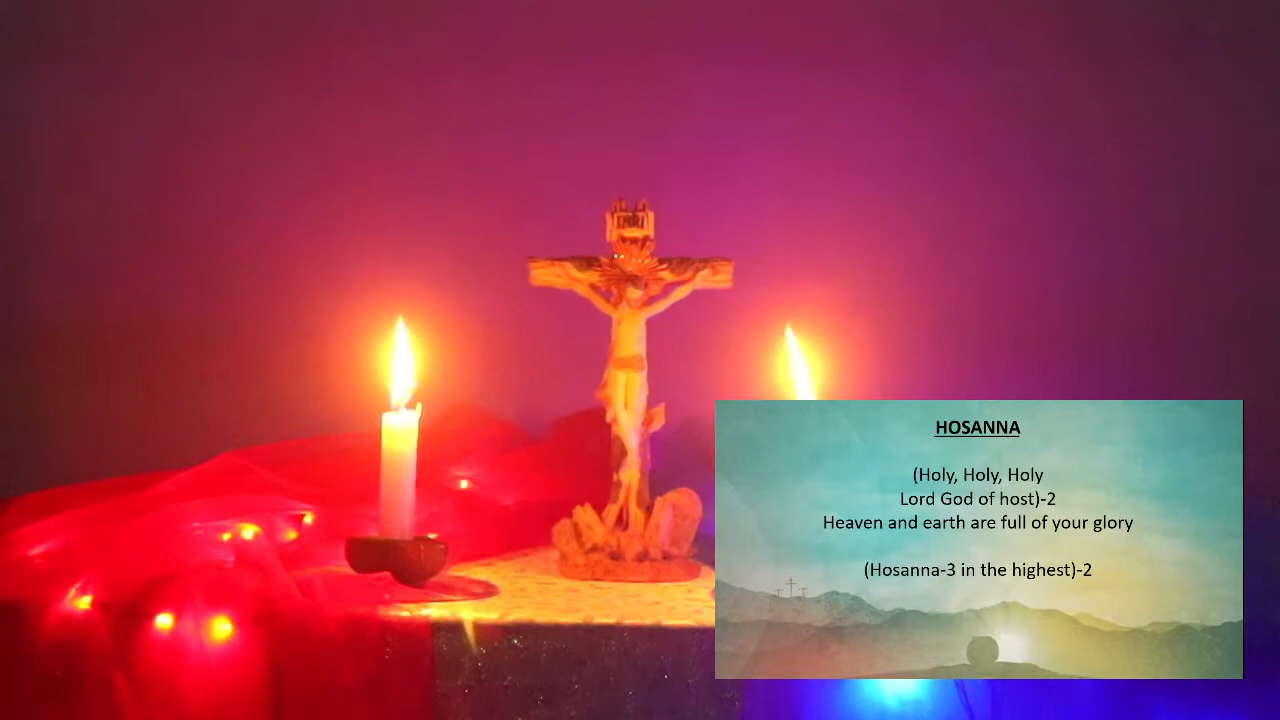 INRI
HOSANNA
(Holy, Holy, Holy
Lord God of host)-2
Heaven and earth are full of your glory
(Hosanna-3 in the highest)-2